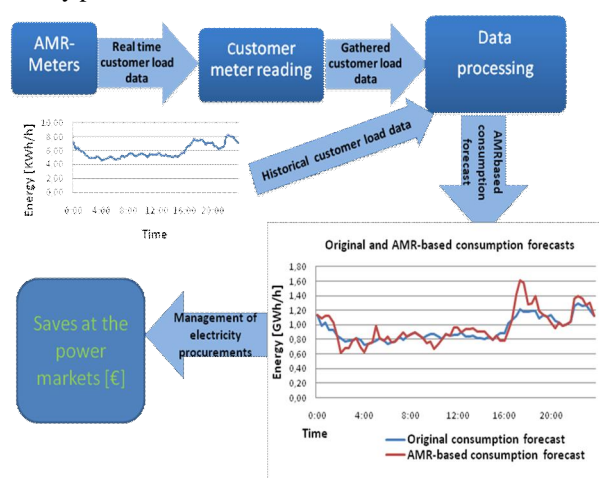 AMR-
Meters
Real time
customer load
data
Customer
meter reading
Gathered
customer load
data
Data
processing
Energy [KWh/h]
10:00
8:00
6:00
4:00
2:00
0:00
0:00 4:00 8:00 12:00 16:00 20:00
Time
Historical customer load data
AMRbased
consumption
forecast
Original and AMR-based consumption forecasts
Energy [GWh/h]
1,80
1,60
1,40
1,20
1,00
0,80
0,60
0,40
0,20
0,00
0:00 4:00 8:00 12:00 16:00 20:00
Time
Original consumption forecast
AMR-based consumption forecast
Management of
electricity
procurements
Saves at the
power
markets [€]